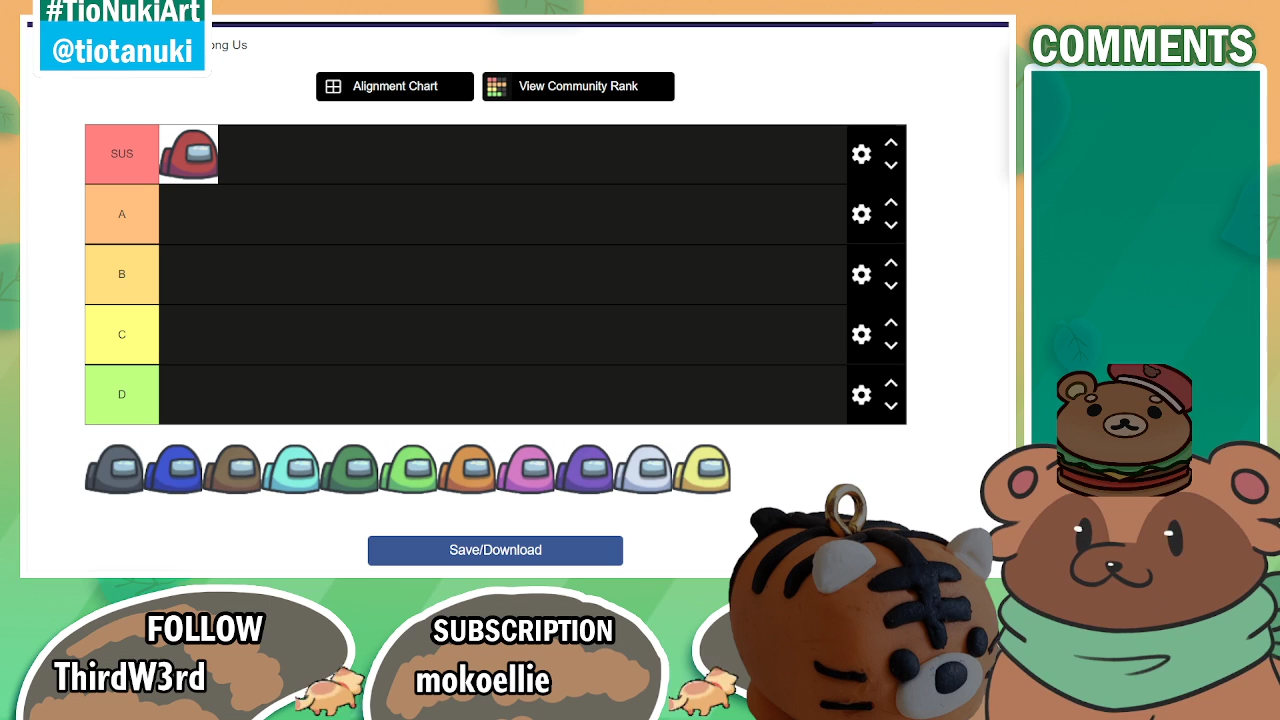 #TioNukiArt
@tiotanuki
ong Us
Alignment Chart
View Community Rank
SUS
A
B
C
D
Save/Download
COMMENTS
FOLLOW
ThirdW3rd
SUBSCRIPTION
mokoellie